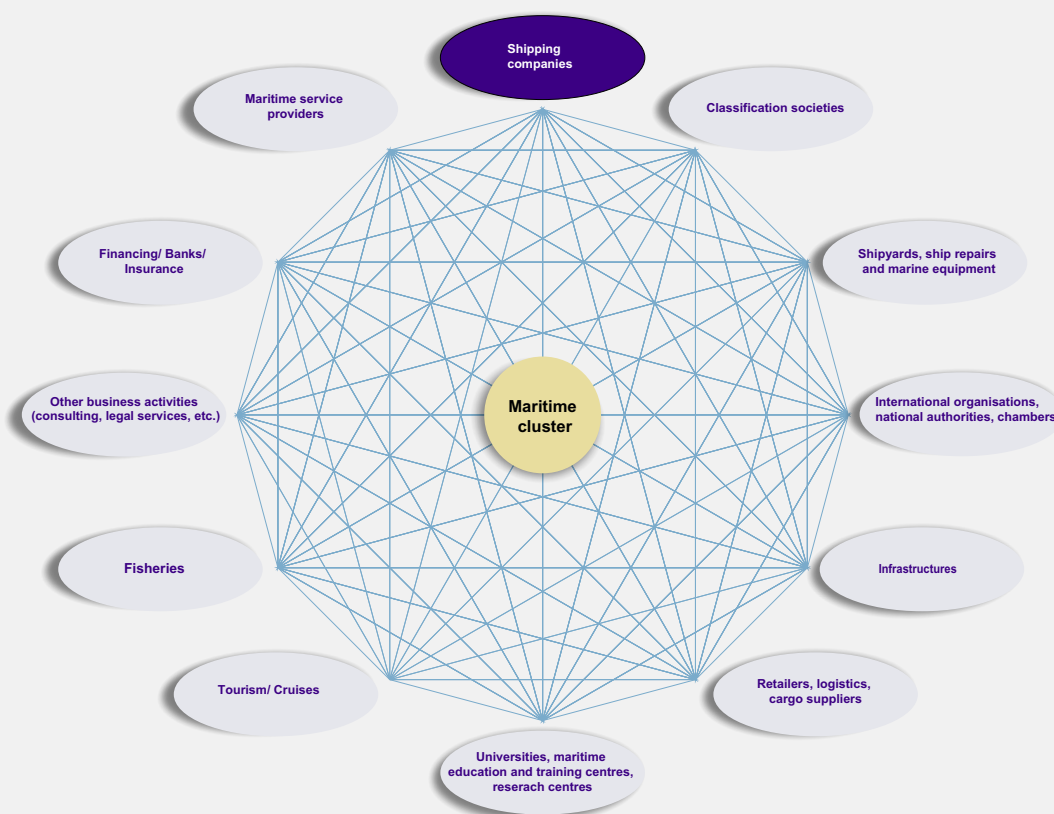 Shipping
companies
Maritime service
providers
Classification societies
Financing/ Banks/
Insurance
Shipyards, ship repairs
and marine equipment
Other business activities
(consulting, legal services, etc.)
Maritime
cluster
International organisations,
national authorities, chambers
Fisheries
Infrastructures
Tourism/ Cruises
Retailers, logistics,
cargo suppliers
Universities, maritime
education and training centres,
reserach centres